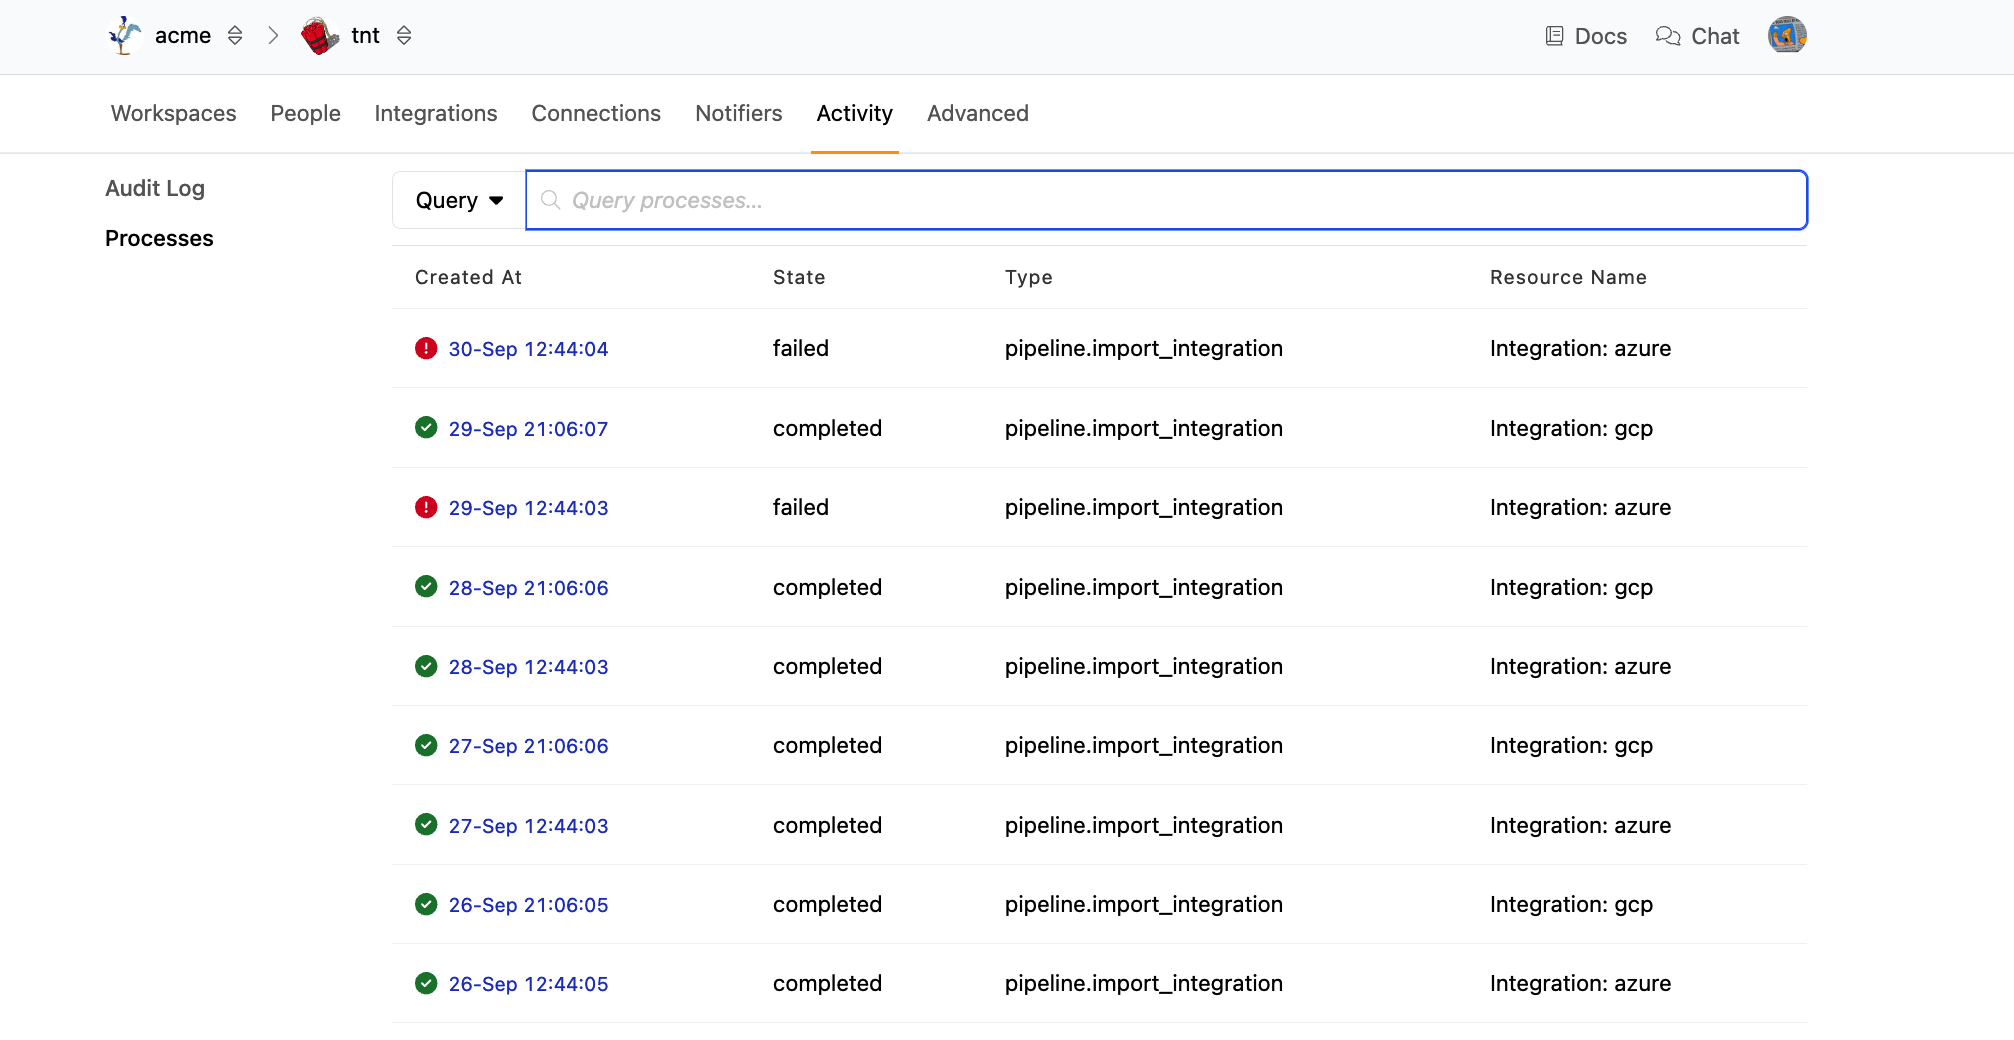 acme tnt Docs Chat
Workspaces People Integrations Connections Notifiers Activity Advanced
Audit Log
Processes
Query Query processes...
Created At State Type Resource Name
30-Sep 12:44:04 failed pipeline.import_integration Integration: azure
29-Sep 21:06:07 completed pipeline.import_integration Integration: gcp
29-Sep 12:44:03 failed pipeline.import_integration Integration: azure
28-Sep 21:06:06 completed pipeline.import_integration Integration: gcp
28-Sep 12:44:03 completed pipeline.import_integration Integration: azure
27-Sep 21:06:06 completed pipeline.import_integration Integration: gcp
27-Sep 12:44:03 completed pipeline.import_integration Integration: azure
26-Sep 21:06:05 completed pipeline.import_integration Integration: gcp
26-Sep 12:44:05 completed pipeline.import_integration Integration: azure